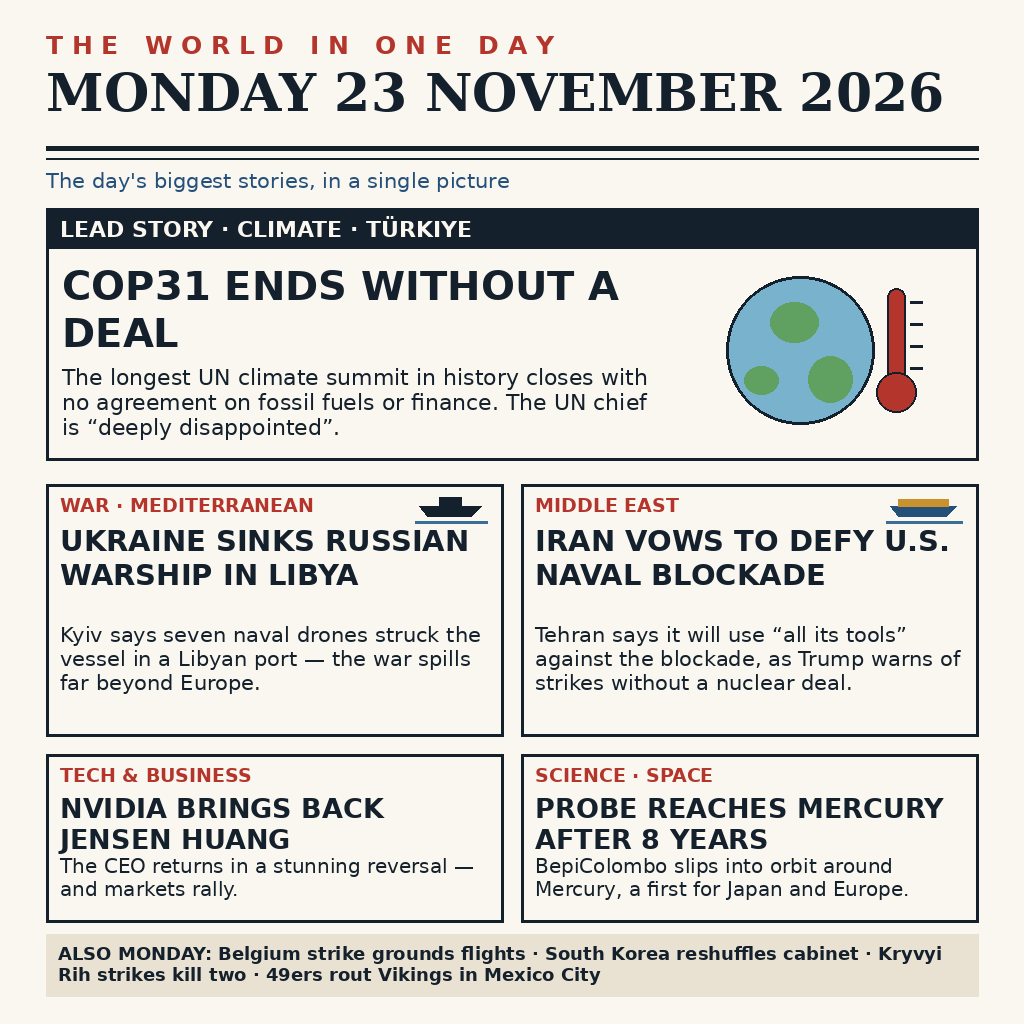 THE WORLD IN ONE DAY
MONDAY 23 NOVEMBER 2026
The day's biggest stories, in a single picture
LEAD STORY · CLIMATE · TÜRKIYE
COP31 ENDS WITHOUT A
DEAL
The longest UN climate summit in history closes with
no agreement on fossil fuels or finance. The UN chief
is “deeply disappointed”.
WAR · MEDITERRANEAN
UKRAINE SINKS RUSSIAN
WARSHIP IN LIBYA
Kyiv says seven naval drones struck the
vessel in a Libyan port — the war spills
far beyond Europe.
MIDDLE EAST
IRAN VOWS TO DEFY U.S.
NAVAL BLOCKADE
Tehran says it will use “all its tools”
against the blockade, as Trump warns of
strikes without a nuclear deal.
TECH & BUSINESS
NVIDIA BRINGS BACK
JENSEN HUANG
The CEO returns in a stunning reversal —
and markets rally.
SCIENCE · SPACE
PROBE REACHES MERCURY
AFTER 8 YEARS
BepiColombo slips into orbit around
Mercury, a first for Japan and Europe.
ALSO MONDAY: Belgium strike grounds flights · South Korea reshuffles cabinet · Kryvyi
Rih strikes kill two · 49ers rout Vikings in Mexico City